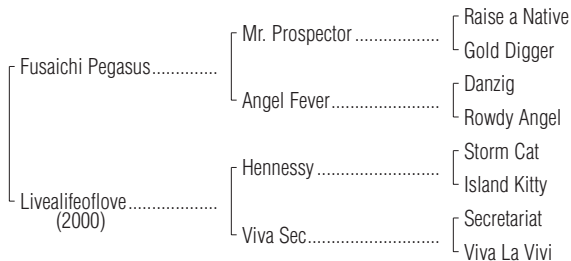 Raise a Native
Mr. Prospector ..................
Gold Digger
Fusaichi Pegasus..............
Danzig
Angel Fever.......................
Rowdy Angel
Storm Cat
Hennessy ..........................
Island Kitty
Livealifeoflove...................
(2000)
Secretariat
Viva Sec............................
Viva La Vivi